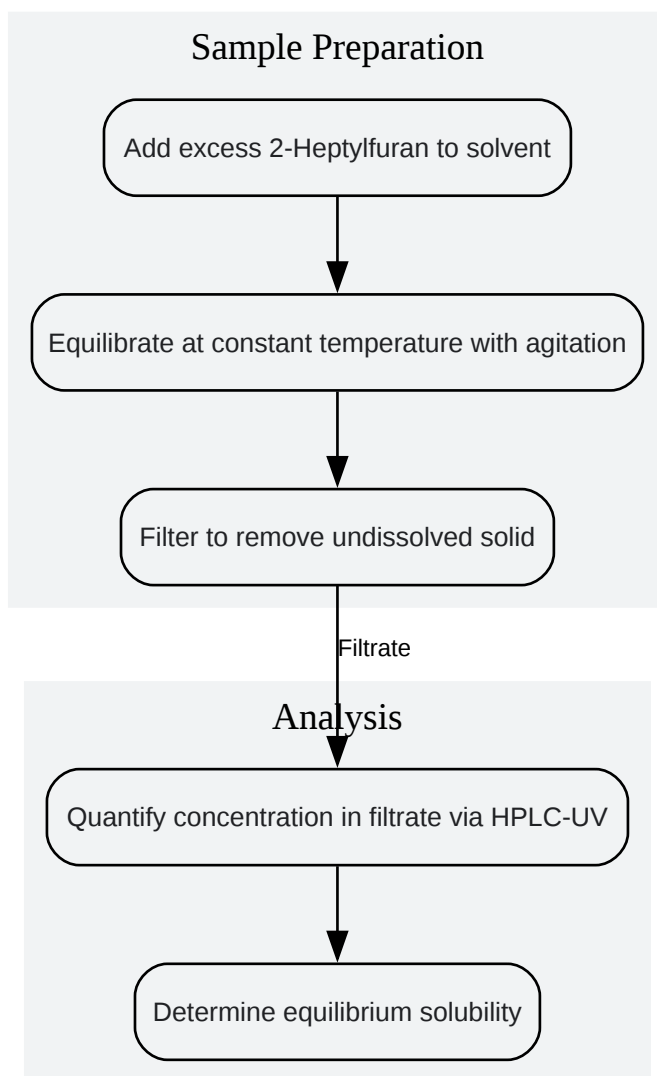 Sample Preparation
Add excess 2-Heptylfuran to solvent
Equilibrate at constant temperature with agitation
Filter to remove undissolved solid
Filtrate
Analysis
Quantify concentration in filtrate via HPLC-UV
Determine equilibrium solubility